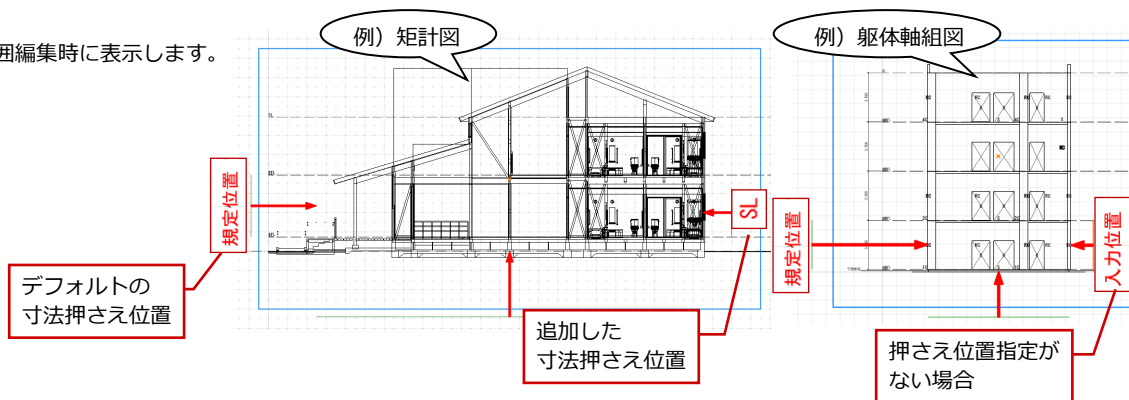 囲編集時に表示します。
例）矩計図
例）躯体軸組図
規定位置
SL
規定位置
入力位置
デフォルトの
寸法押さえ位置
追加した
寸法押さえ位置
押さえ位置指定が
ない場合